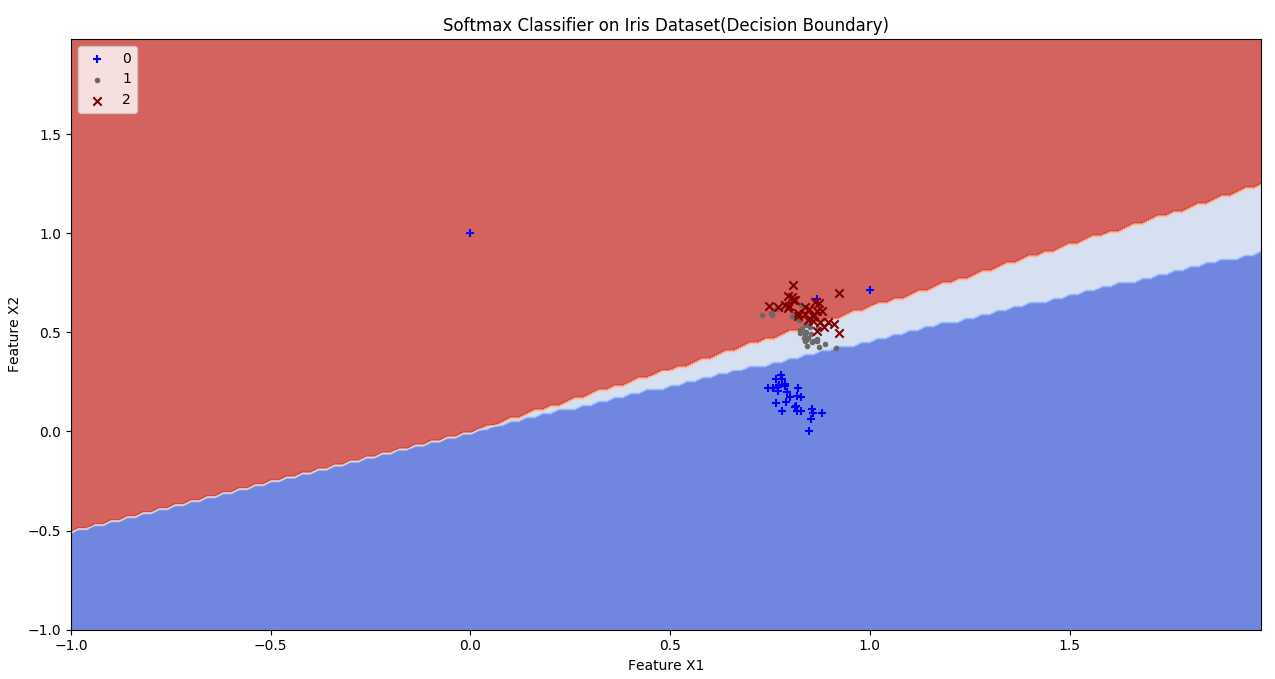 Softmax Classifier on Iris Dataset(Decision Boundary)
0
1
2
1.5
1.0
0.5
0.0
−0.5
−1.0
Feature X2
−1.0 −0.5 0.0 0.5 1.0 1.5
Feature X1